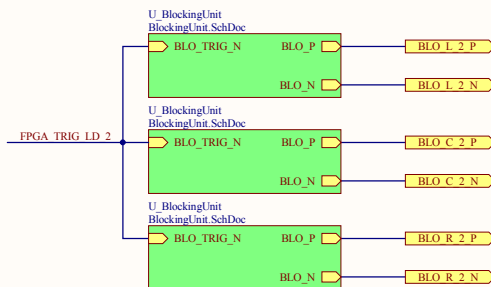 U_BlockingUnit
BlockingUnit.SchDoc
BLO_TRIG_N BLO_P BLO_L_2_P
BLO_N BLO_L_2_N
U_BlockingUnit
BlockingUnit.SchDoc
FPGA_TRIG_LD_2 BLO_TRIG_N BLO_P BLO_C_2_P
BLO_N BLO_C_2_N
U_BlockingUnit
BlockingUnit.SchDoc
BLO_TRIG_N BLO_P BLO_R_2_P
BLO_N BLO_R_2_N